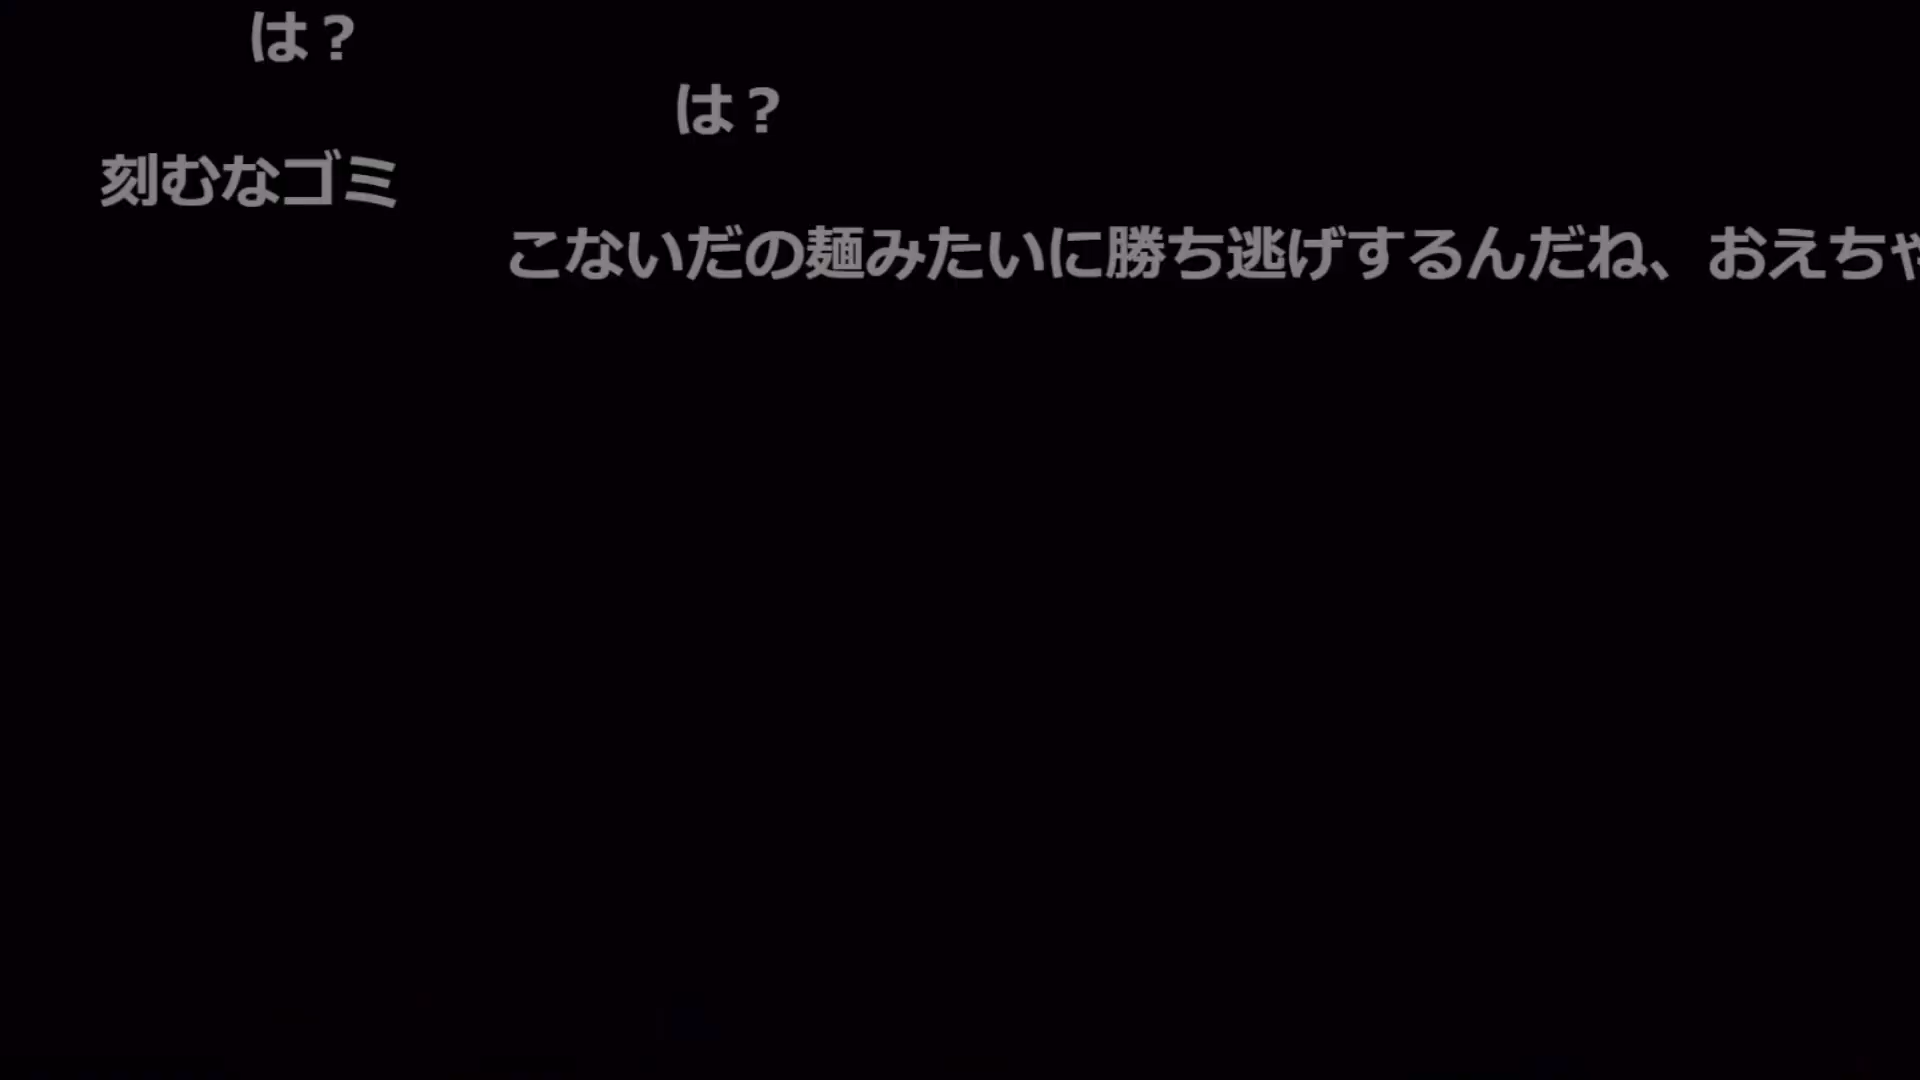 は？
は？
刻むなゴミ
こないだの麺みたいに勝ち逃げするんだね、おえちゃ